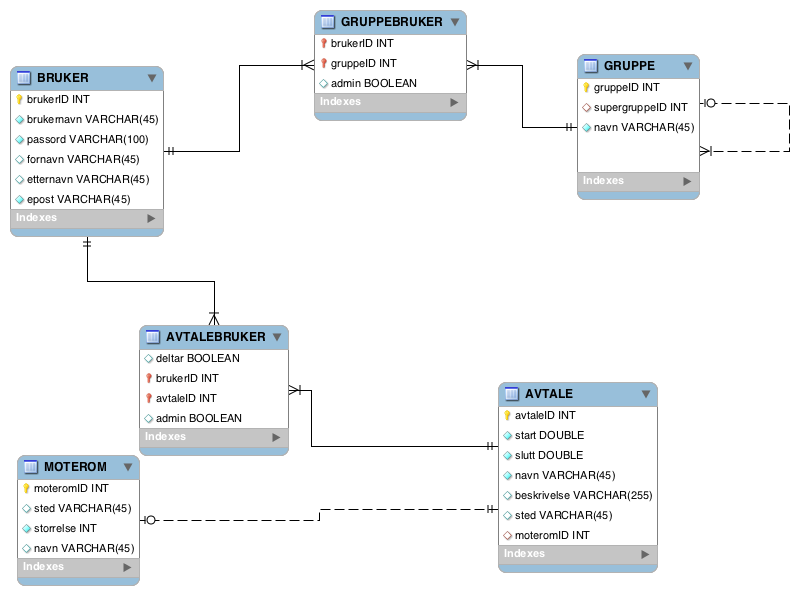 GRUPPEBRUKER
brukerID INT
gruppeID INT
admin BOOLEAN
Indexes
GRUPPE
gruppeID INT
supergruppeID INT
navn VARCHAR(45)
Indexes
BRUKER
brukerID INT
brukernavn VARCHAR(45)
passord VARCHAR(100)
fornavn VARCHAR(45)
etternavn VARCHAR(45)
epost VARCHAR(45)
Indexes
AVTALEBRUKER
deltar BOOLEAN
brukerID INT
avtaleID INT
admin BOOLEAN
Indexes
AVTALE
avtaleID INT
start DOUBLE
slutt DOUBLE
navn VARCHAR(45)
beskrivelse VARCHAR(255)
sted VARCHAR(45)
moteromID INT
Indexes
MOTEROM
moteromID INT
sted VARCHAR(45)
storrelse INT
navn VARCHAR(45)
Indexes